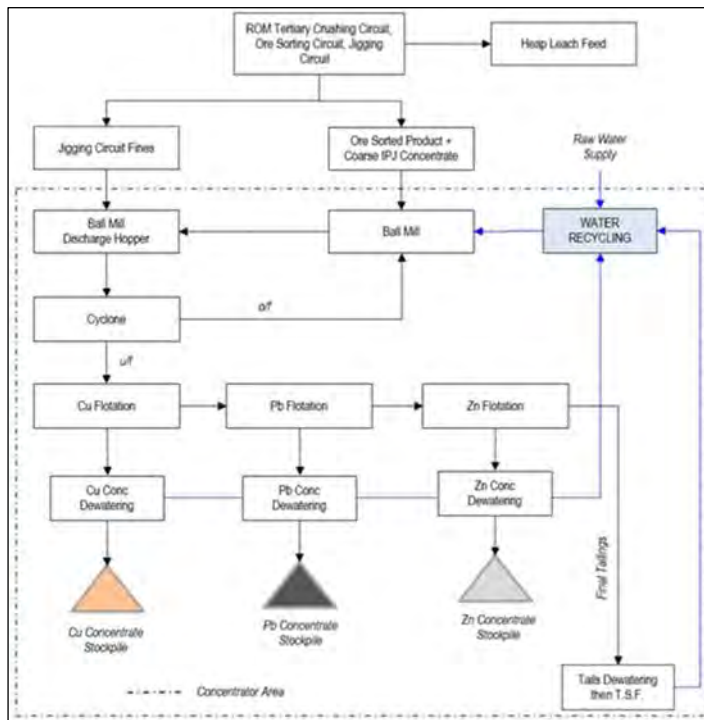 ROM Tertiary Crushing Circuit,
Ore Sorting Circuit, Jigging
Circuit
Heap Leach Feed
Jigging Circuit Fines
Ore Sorted Product +
Coarse IPJ Concentrate
Raw Water
Supply
Ball Mill
Discharge Hopper
Ball Mill
WATER
RECYCLING
Cyclone
o/f
u/f
Cu Flotation
Pb Flotation
Zn Flotation
Cu Conc
Dewatering
Pb Conc
Dewatering
Zn Conc
Dewatering
Final Tailings
Cu Concentrate
Stockpile
Pb Concentrate
Stockpile
Zn Concentrate
Stockpile
Tails Dewatering
then T.S.F.
Concentrator Area